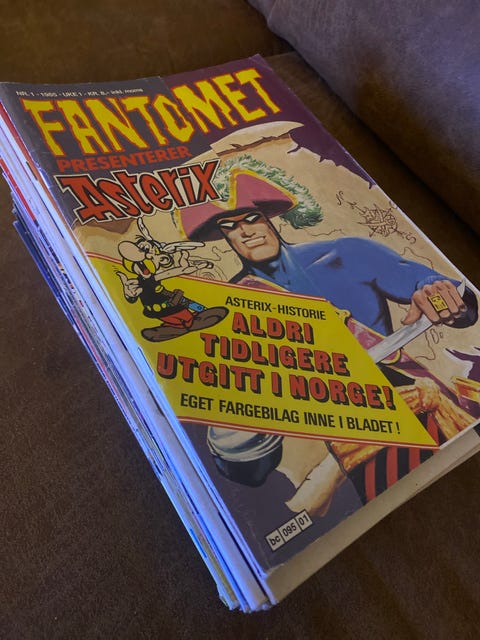 NR. 1 - 1985 - UKE 1 - KR. 8,- inkl. moms
FANTOMET
PRESENTERER
Asterix
ASTERIX-HISTORIE
ALDRI
TIDLIGERE
UTGITT I NORGE!
EGET FARGEBILAG INNE I BLADET!
bc 095 01